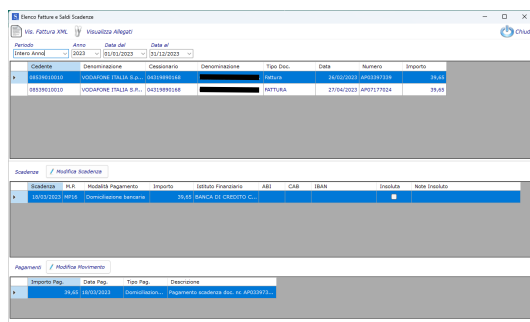 Elenco Fatture e Saldi Scadenze
Vis. Fattura XML Visualizza Allegati Chiud
Periodo Anno Data dal Data al
Intero Anno 2023 01/01/2023 31/12/2023
Cedente Denominazione Cessionario Denominazione Tipo Doc. Data Numero Importo
08539010010 VODAFONE ITALIA S.p... 04319890168 Fattura 26/02/2023 AP03397339 39,65
08539010010 VODAFONE ITALIA S.P... 04319890168 FATTURA 27/04/2023 AP07177024 39,65
Scadenze Modifica Scadenza
Scadenza M.P. Modalità Pagamento Importo Istituto Finanziario ABI CAB IBAN Insoluta Note Insoluto
18/03/2023 MP16 Domiciliazione bancaria 39,65 BANCA DI CREDITO C...
Pagamenti Modifica Movimento
Importo Pag. Data Pag. Tipo Pag. Descrizione
39,65 18/03/2023 Domiciliazion... Pagamento scadenza doc. nr. AP033973...